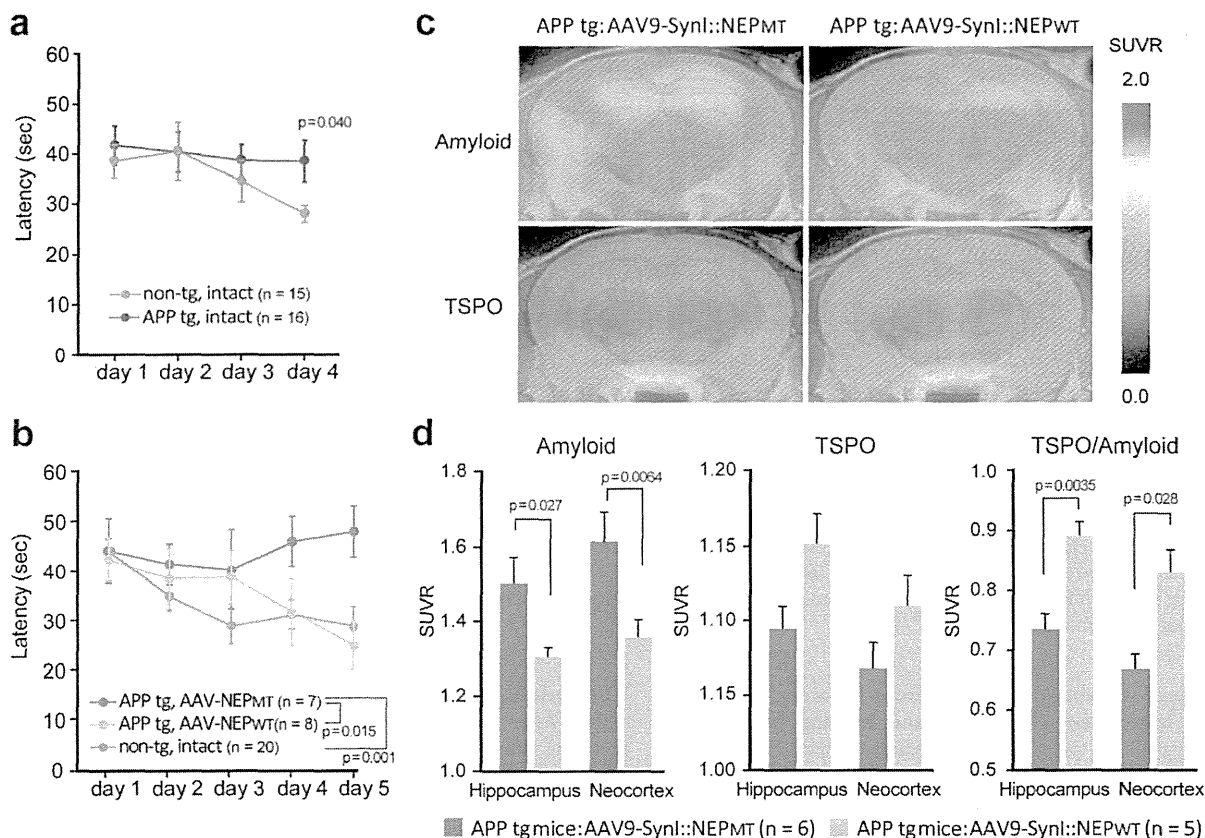 a
60
50
40
30
20
10
0
Latency (sec)
p=0.040
non-tg, intact (n = 15)
APP tg, intact (n = 16)
day 1 day 2 day 3 day 4
b
60
50
40
30
20
10
0
Latency (sec)
APP tg, AAV-NEPMT (n = 7)
APP tg, AAV-NEPWT (n = 8)
p=0.015
non-tg, intact (n = 20)
p=0.001
day 1 day 2 day 3 day 4 day 5
c
APP tg:AAV9-SynI::NEPMT APP tg:AAV9-SynI::NEPWT
SUVR
2.0
0.0
Amyloid
TSPO
d
Amyloid
1.8
1.6
1.4
1.2
1.0
SUVR
p=0.027
p=0.0064
Hippocampus Neocortex
TSPO
1.20
1.15
1.10
1.15
1.00
SUVR
Hippocampus Neocortex
TSPO/Amyloid
1.0
0.9
0.8
0.7
0.6
0.5
SUVR
p=0.0035
p=0.028
Hippocampus Neocortex
APP tgmice:AAV9-SynI::NEPMT (n = 6) APP tgmice:AAV9-SynI::NEPWT (n = 5)